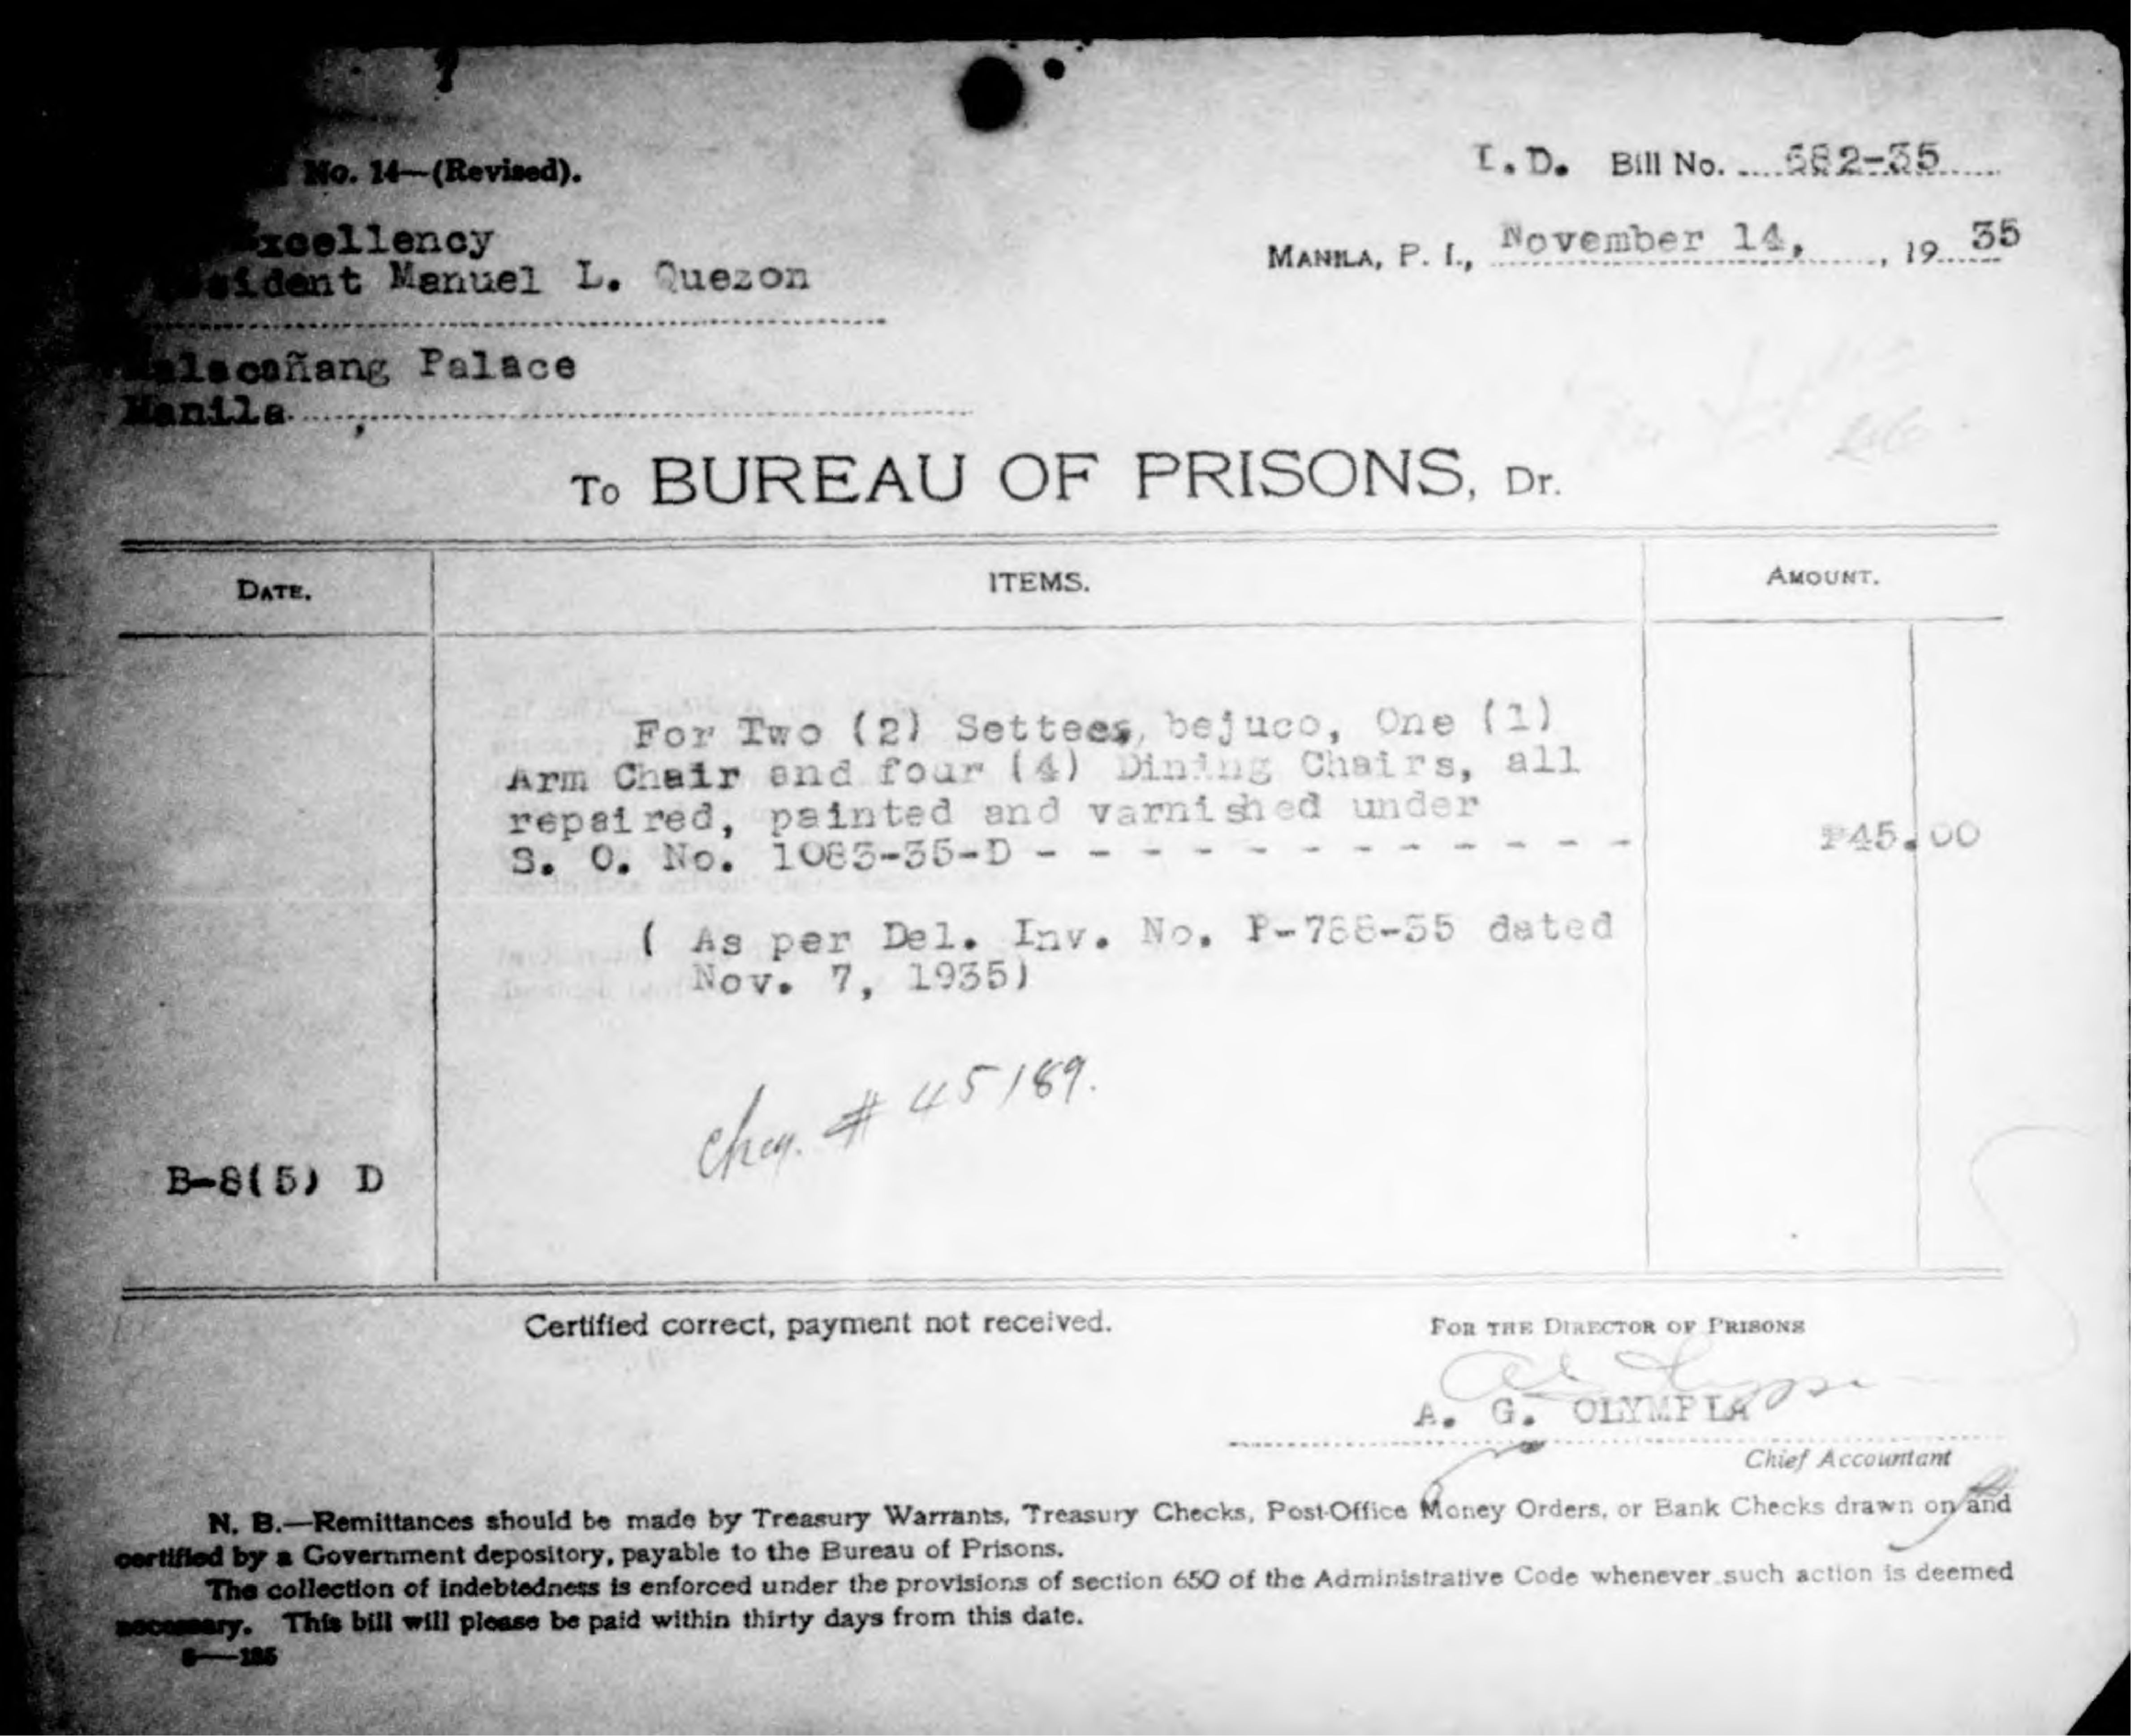 No. 14—(Revised).
I. D. Bill No. 582-35
Excellency
MANILA, P. I., November 14, , 19 35
sident Manuel L. Quezon
alacañang Palace
Manila
To BUREAU OF PRISONS, Dr.
DATE. ITEMS. AMOUNT.
For Two (2) Settees, bejuco, One (1)
Arm Chair and four (4) Dining Chairs, all
repaired, painted and varnished under
S. O. No. 1083-35-D - - - - - - - - - - - - ₱45.00
( As per Del. Inv. No. P-788-35 dated
Nov. 7, 1935)
# 45189.
B-8(5) D
Certified correct, payment not received. FOR THE DIRECTOR OF PRISONS
A. G. OLYMPIA
Chief Accountant
N. B.—Remittances should be made by Treasury Warrants, Treasury Checks, Post-Office Money Orders, or Bank Checks drawn on and
certified by a Government depository, payable to the Bureau of Prisons.
The collection of indebtedness is enforced under the provisions of section 650 of the Administrative Code whenever such action is deemed
necessary. This bill will please be paid within thirty days from this date.